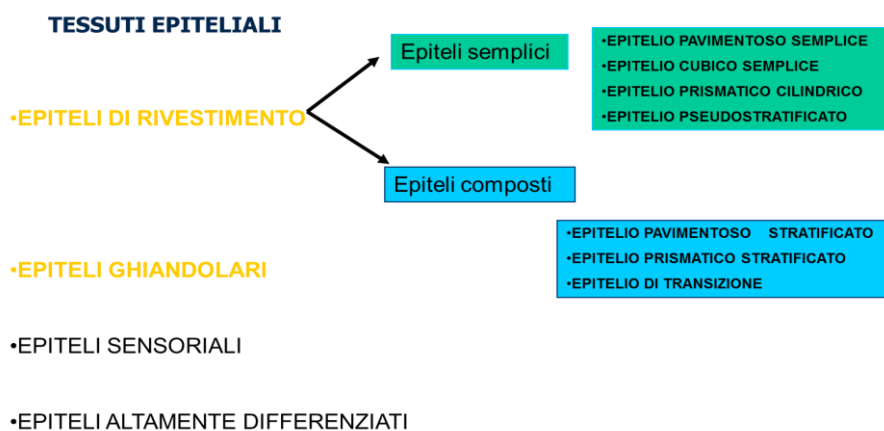 TESSUTI EPITELIALI
Epiteli semplici
•EPITELIO PAVIMENTOSO SEMPLICE
•EPITELIO CUBICO SEMPLICE
•EPITELIO PRISMATICO CILINDRICO
•EPITELIO PSEUDOSTRATIFICATO
•EPITELI DI RIVESTIMENTO
Epiteli composti
•EPITELIO PAVIMENTOSO STRATIFICATO
•EPITELIO PRISMATICO STRATIFICATO
•EPITELIO DI TRANSIZIONE
•EPITELI GHIANDOLARI
•EPITELI SENSORIALI
•EPITELI ALTAMENTE DIFFERENZIATI